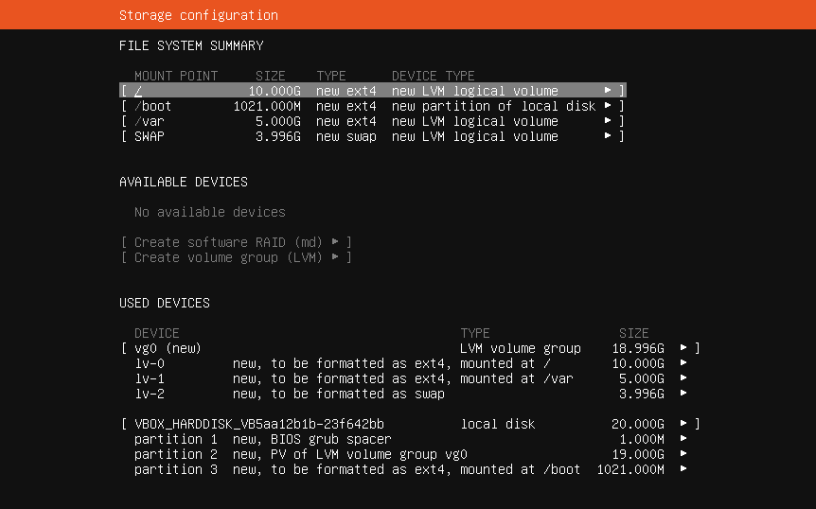 Storage configuration
FILE SYSTEM SUMMARY
MOUNT POINT SIZE TYPE DEVICE TYPE
[ / 10.000G new ext4 new LVM logical volume ▸ ]
[ /boot 1021.000M new ext4 new partition of local disk ▸ ]
[ /var 5.000G new ext4 new LVM logical volume ▸ ]
[ SWAP 3.996G new swap new LVM logical volume ▸ ]
AVAILABLE DEVICES
No available devices
[ Create software RAID (md) ▸ ]
[ Create volume group (LVM) ▸ ]
USED DEVICES
DEVICE TYPE SIZE
[ vg0 (new) LVM volume group 18.996G ▸ ]
lv-0 new, to be formatted as ext4, mounted at / 10.000G ▸
lv-1 new, to be formatted as ext4, mounted at /var 5.000G ▸
lv-2 new, to be formatted as swap 3.996G ▸
[ VBOX_HARDDISK_VB5aa12b1b-23f642bb local disk 20.000G ▸ ]
partition 1 new, BIOS grub spacer 1.000M ▸
partition 2 new, PV of LVM volume group vg0 19.000G ▸
partition 3 new, to be formatted as ext4, mounted at /boot 1021.000M ▸